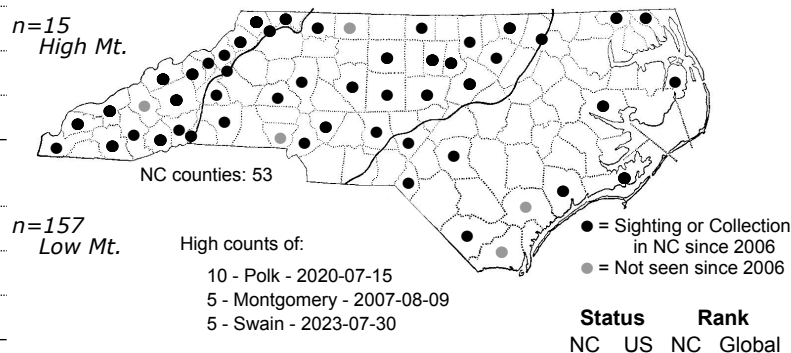 n=15
High Mt.
NC counties: 53
n=157
Low Mt.
High counts of:
10 - Polk - 2020-07-15
5 - Montgomery - 2007-08-09
5 - Swain - 2023-07-30
= Sighting or Collection
in NC since 2006
= Not seen since 2006
Status Rank
NC US NC Global